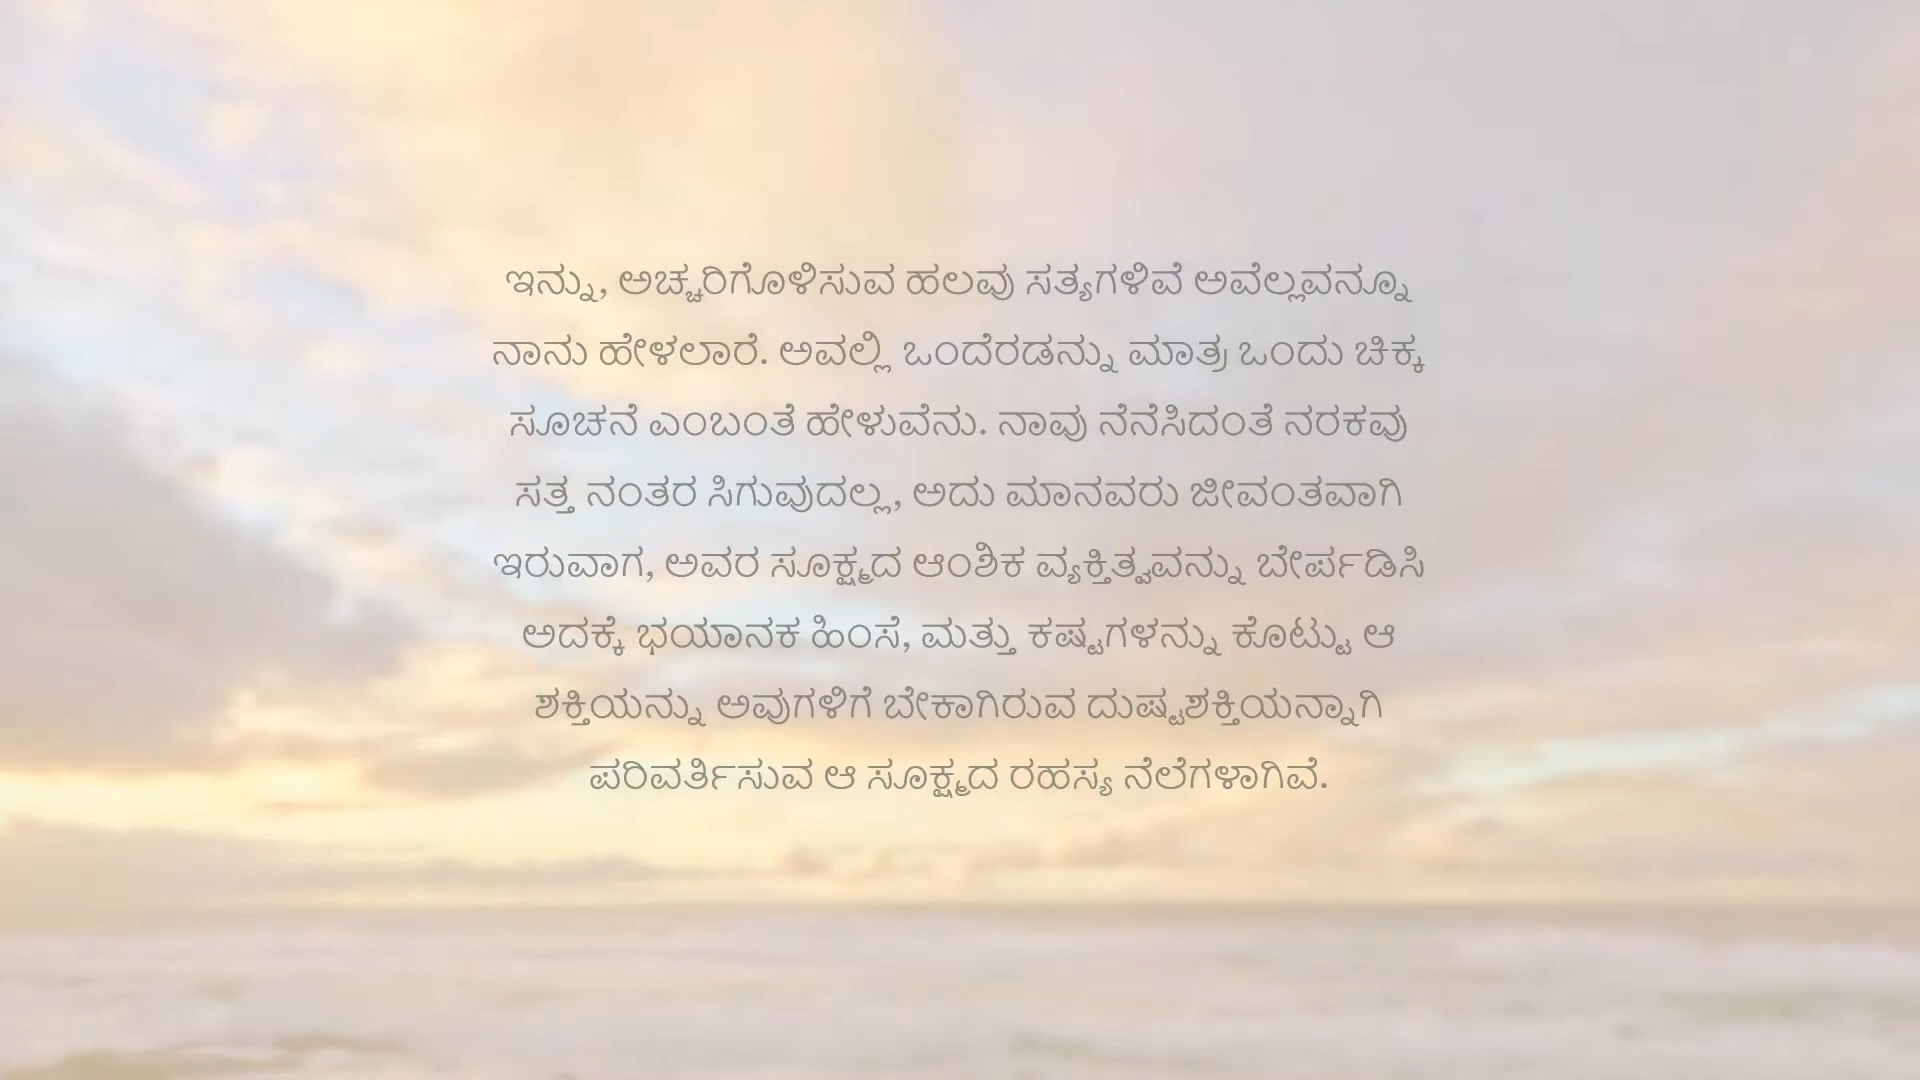 ಇನ್ನು, ಅಚ್ಚರಿಗೊಳಿಸುವ ಹಲವು ಸತ್ಯಗಳಿವೆ ಅವೆಲ್ಲವನ್ನೂ
ನಾನು ಹೇಳಲಾರೆ. ಅವಲ್ಲಿ ಒಂದೆರಡನ್ನು ಮಾತ್ರ ಒಂದು ಚಿಕ್ಕ
ಸೂಚನೆ ಎಂಬಂತೆ ಹೇಳುವೆನು. ನಾವು ನೆನೆಸಿದಂತೆ ನರಕವು
ಸತ್ತ ನಂತರ ಸಿಗುವುದಲ್ಲ, ಅದು ಮಾನವರು ಜೀವಂತವಾಗಿ
ಇರುವಾಗ, ಅವರ ಸೂಕ್ಷ್ಮದ ಆಂಶಿಕ ವ್ಯಕ್ತಿತ್ವವನ್ನು ಬೇರ್ಪಡಿಸಿ
ಅದಕ್ಕೆ ಭಯಾನಕ ಹಿಂಸೆ, ಮತ್ತು ಕಷ್ಟಗಳನ್ನು ಕೊಟ್ಟು ಆ
ಶಕ್ತಿಯನ್ನು ಅವುಗಳಿಗೆ ಬೇಕಾಗಿರುವ ದುಷ್ಟಶಕ್ತಿಯನ್ನಾಗಿ
ಪರಿವರ್ತಿಸುವ ಆ ಸೂಕ್ಷ್ಮದ ರಹಸ್ಯ ನೆಲೆಗಳಾಗಿವೆ.